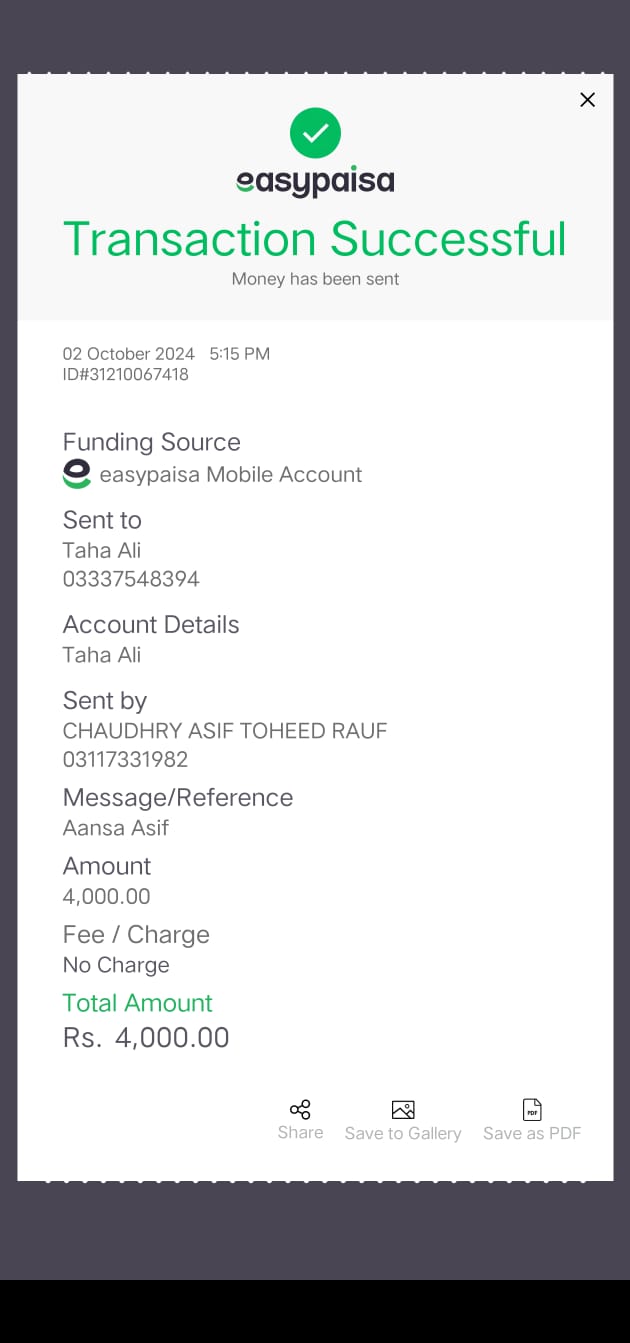 easypaisa
Transaction Successful
Money has been sent
02 October 2024 5:15 PM
ID#31210067418
Funding Source
easypaisa Mobile Account
Sent to
Taha Ali
03337548394
Account Details
Taha Ali
Sent by
CHAUDHRY ASIF TOHEED RAUF
03117331982
Message/Reference
Aansa Asif
Amount
4,000.00
Fee / Charge
No Charge
Total Amount
Rs. 4,000.00
Share
Save to Gallery
PDF
Save as PDF